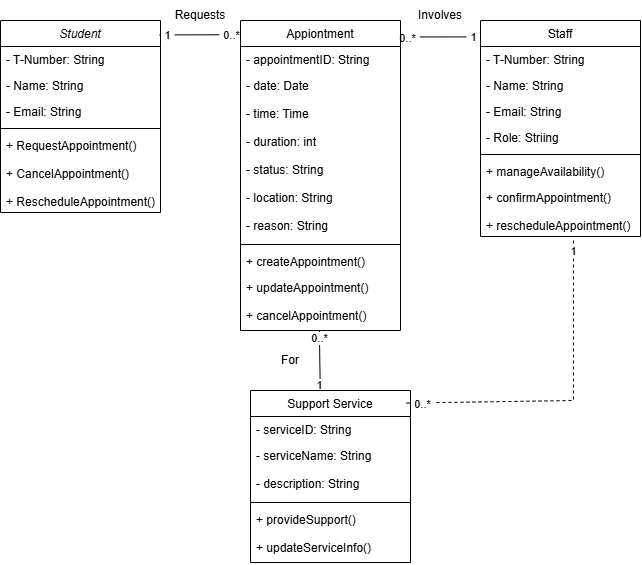 Requests
Involves
Student
- T-Number: String
- Name: String
- Email: String
+ RequestAppointment()
+ CancelAppointment()
+ RescheduleAppointment()
1
0..*
Appiontment
- appointmentID: String
- date: Date
- time: Time
- duration: int
- status: String
- location: String
- reason: String
+ createAppointment()
+ updateAppointment()
+ cancelAppointment()
0..*
1
Staff
- T-Number: String
- Name: String
- Email: String
- Role: Striing
+ manageAvailability()
+ confirmAppointment()
+ rescheduleAppointment()
1
0..*
For
1
Support Service
0..*
- serviceID: String
- serviceName: String
- description: String
+ provideSupport()
+ updateServiceInfo()